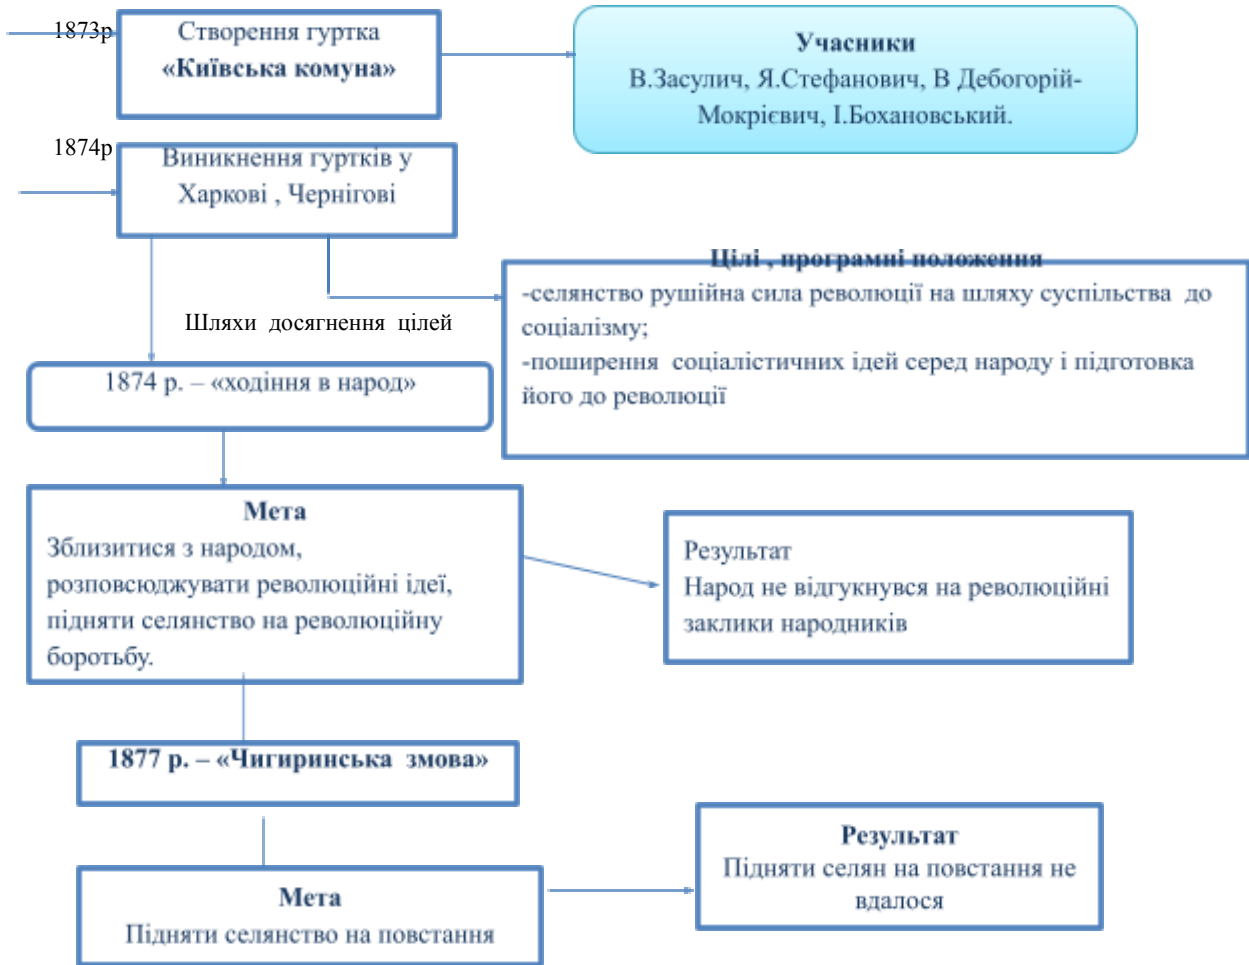 1873р
Створення гуртка
«Київська комуна»
Учасники
В.Засулич, Я.Стефанович, В Дебогорій-
Мокрієвич, І.Бохановський.
1874р
Виникнення гуртків у
Харкові , Чернігові
Цілі , програмні положення
-селянство рушійна сила революції на шляху суспільства до
соціалізму;
-поширення соціалістичних ідей серед народу і підготовка
його до революції
Шляхи досягнення цілей
1874 р. – «ходіння в народ»
Мета
Зблизитися з народом,
розповсюджувати революційні ідеї,
підняти селянство на революційну
боротьбу.
Результат
Народ не відгукнувся на революційні
заклики народників
1877 р. – «Чигиринська змова»
Мета
Підняти селянство на повстання
Результат
Підняти селян на повстання не
вдалося